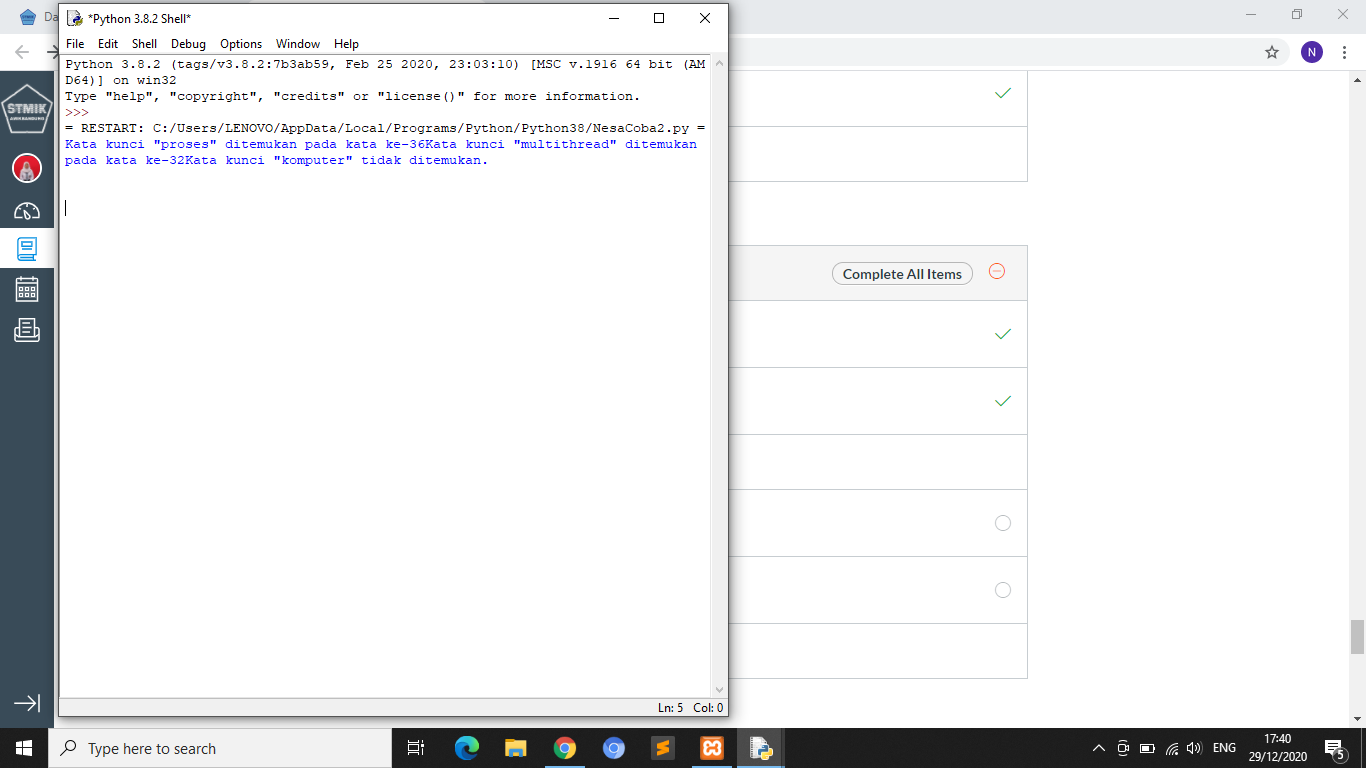 Da
*Python 3.8.2 Shell*
File Edit Shell Debug Options Window Help
Python 3.8.2 (tags/v3.8.2:7b3ab59, Feb 25 2020, 23:03:10) [MSC v.1916 64 bit (AM
D64)] on win32
Type "help", "copyright", "credits" or "license()" for more information.
>>>
= RESTART: C:/Users/LENOVO/AppData/Local/Programs/Python/Python38/NesaCoba2.py =
Kata kunci "proses" ditemukan pada kata ke-36Kata kunci "multithread" ditemukan
pada kata ke-32Kata kunci "komputer" tidak ditemukan.
Ln: 5 Col: 0
N
STMIK
Complete All Items
Type here to search
ENG
17:40
29/12/2020
5